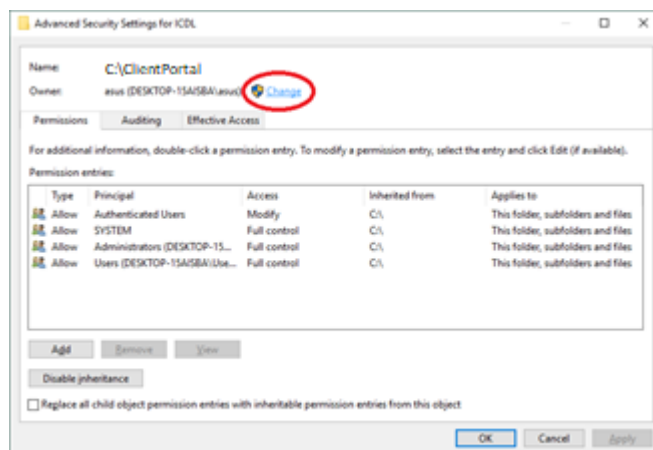 Advanced Security Settings for ICDL
Name: C:\ClientPortal
Owner: asus (DESKTOP-15AISBA\asus) Change
Permissions Auditing Effective Access
For additional information, double-click a permission entry. To modify a permission entry, select the entry and click Edit (if available).
Permission entries:
Type Principal Access Inherited from Applies to
Allow Authenticated Users Modify C:\ This folder, subfolders and files
Allow SYSTEM Full control C:\ This folder, subfolders and files
Allow Administrators (DESKTOP-15... Full control C:\ This folder, subfolders and files
Allow Users (DESKTOP-15AISBA\Use... Full control C:\ This folder, subfolders and files
Add Remove View
Disable inheritance
Replace all child object permission entries with inheritable permission entries from this object
OK Cancel Apply